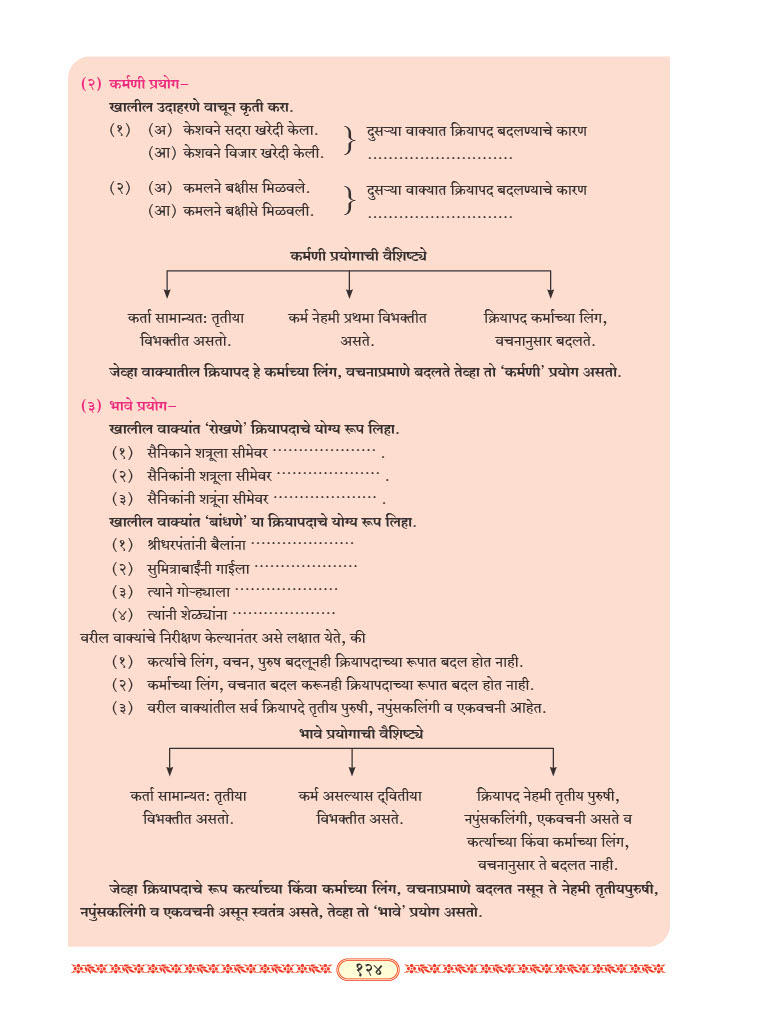 (२) कर्मणी प्रयोग–
खालील उदाहरणे वाचून कृती करा.
(१) (अ) केशवने सदरा खरेदी केला. } दुसऱ्या वाक्यात क्रियापद बदलण्याचे कारण
(आ) केशवने विजार खरेदी केली. ............................
(२) (अ) कमलने बक्षीस मिळवले. } दुसऱ्या वाक्यात क्रियापद बदलण्याचे कारण
(आ) कमलने बक्षीसे मिळवली. ............................
कर्मणी प्रयोगाची वैशिष्ट्ये
कर्ता सामान्यत: तृतीया
विभक्तीत असतो.
कर्म नेहमी प्रथमा विभक्तीत
असते.
क्रियापद कर्माच्या लिंग,
वचनानुसार बदलते.
जेव्हा वाक्यातील क्रियापद हे कर्माच्या लिंग, वचनाप्रमाणे बदलते तेव्हा तो ‘कर्मणी’ प्रयोग असतो.
(३) भावे प्रयोग–
खालील वाक्यांत ‘रोखणे’ क्रियापदाचे योग्य रूप लिहा.
(१) सैनिकाने शत्रूला सीमेवर .................... .
(२) सैनिकांनी शत्रूला सीमेवर .................... .
(३) सैनिकांनी शत्रूंना सीमेवर .................... .
खालील वाक्यांत ‘बांधणे’ या क्रियापदाचे योग्य रूप लिहा.
(१) श्रीधरपंतांनी बैलांना ....................
(२) सुमित्राबाईंनी गाईला ....................
(३) त्याने गोऱ्ह्याला ....................
(४) त्यांनी शेळ्यांना ....................
वरील वाक्यांचे निरीक्षण केल्यानंतर असे लक्षात येते, की
(१) कर्त्याचे लिंग, वचन, पुरुष बदलूनही क्रियापदाच्या रूपात बदल होत नाही.
(२) कर्माच्या लिंग, वचनात बदल करूनही क्रियापदाच्या रूपात बदल होत नाही.
(३) वरील वाक्यांतील सर्व क्रियापदे तृतीय पुरुषी, नपुंसकलिंगी व एकवचनी आहेत.
भावे प्रयोगाची वैशिष्ट्ये
कर्ता सामान्यत: तृतीया
विभक्तीत असतो.
कर्म असल्यास द्‌वितीया
विभक्तीत असते.
क्रियापद नेहमी तृतीय पुरुषी,
नपुंसकलिंगी, एकवचनी असते व
कर्त्याच्या किंवा कर्माच्या लिंग,
वचनानुसार ते बदलत नाही.
जेव्हा क्रियापदाचे रूप कर्त्याच्या किंवा कर्माच्या लिंग, वचनाप्रमाणे बदलत नसून ते नेहमी तृतीयपुरुषी,
नपुंसकलिंगी व एकवचनी असून स्वतंत्र असते, तेव्हा तो ‘भावे’ प्रयोग असतो.
१२४